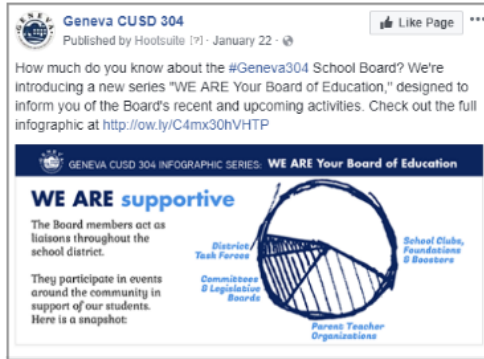 Geneva CUSD 304
Published by Hootsuite [?] · January 22 ·
Like Page
How much do you know about the #Geneva304 School Board? We're
introducing a new series "WE ARE Your Board of Education," designed to
inform you of the Board's recent and upcoming activities. Check out the full
infographic at http://ow.ly/C4mx30hVHTP
GENEVA CUSD 304 INFOGRAPHIC SERIES: WE ARE Your Board of Education
WE ARE supportive
The Board members act as
liaisons throughout the
school district.
They participate in events
around the community in
support of our students.
Here is a snapshot:
District
Task Forces
Committees
& Legislative
Boards
School Clubs,
Foundations
& Boosters
Parent Teacher
Organizations